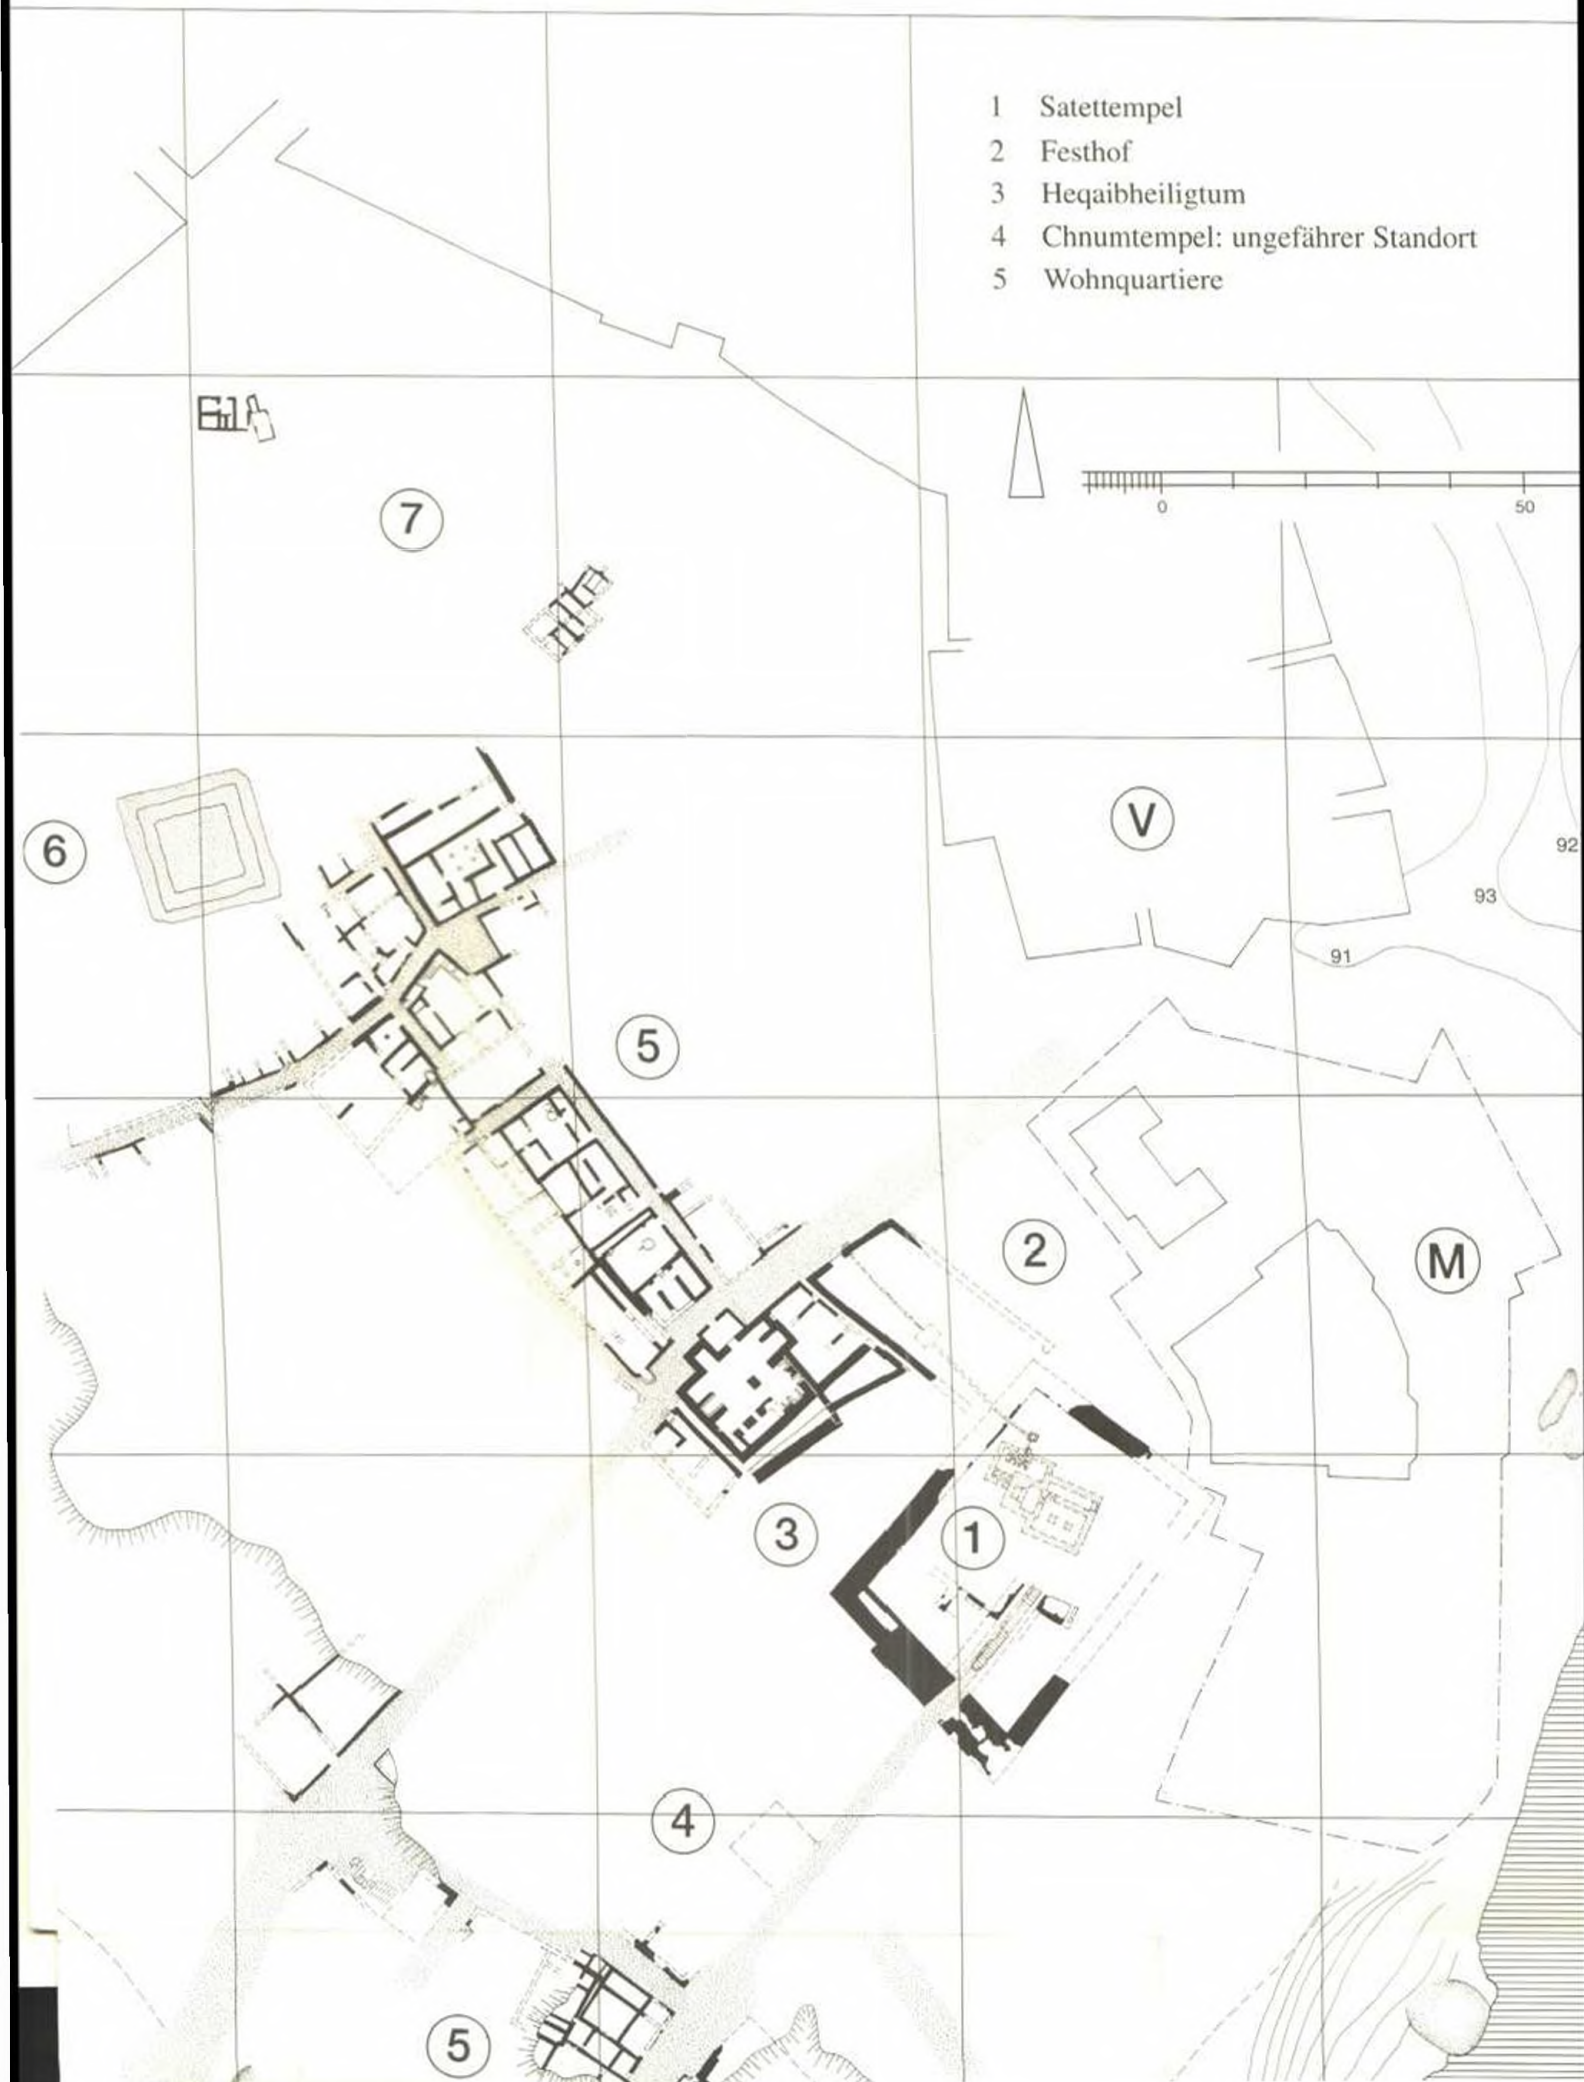 1 Satettempel
2 Festhof
3 Heqaibheiligtum
4 Chnumtempel: ungefährer Standort
5 Wohnquartiere
0 50
7
V
6
92
93
91
5
2
M
3
1
4
5